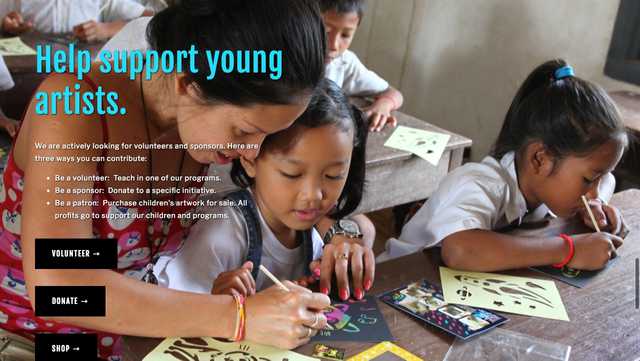 Help support young
artists.
We are actively looking for volunteers and sponsors. Here are
three ways you can contribute:
Be a volunteer: Teach in one of our programs.
Be a sponsor: Donate to a specific initiative.
Be a patron: Purchase children's artwork for sale. All
profits go to support our children and programs.
VOLUNTEER →
DONATE →
SHOP →